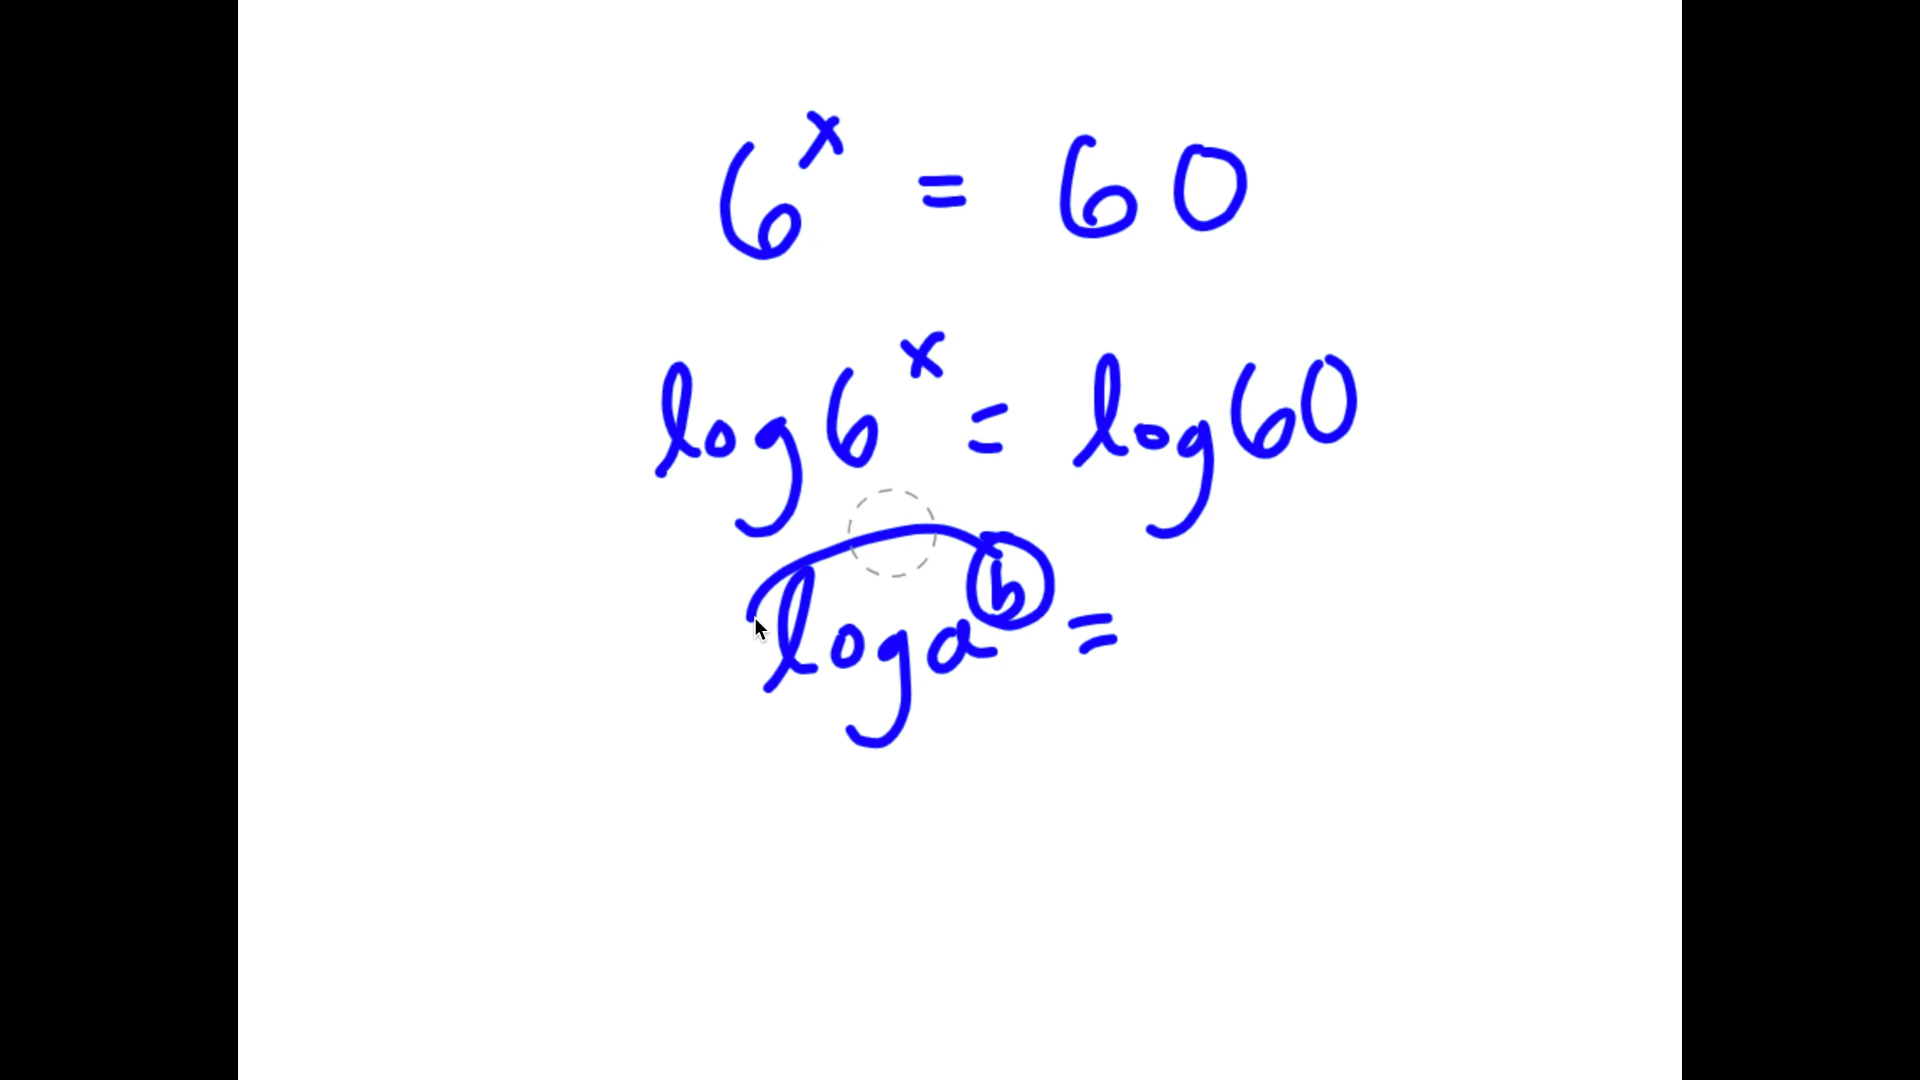 6^x = 60
log 6^x = log 60
log a^b =